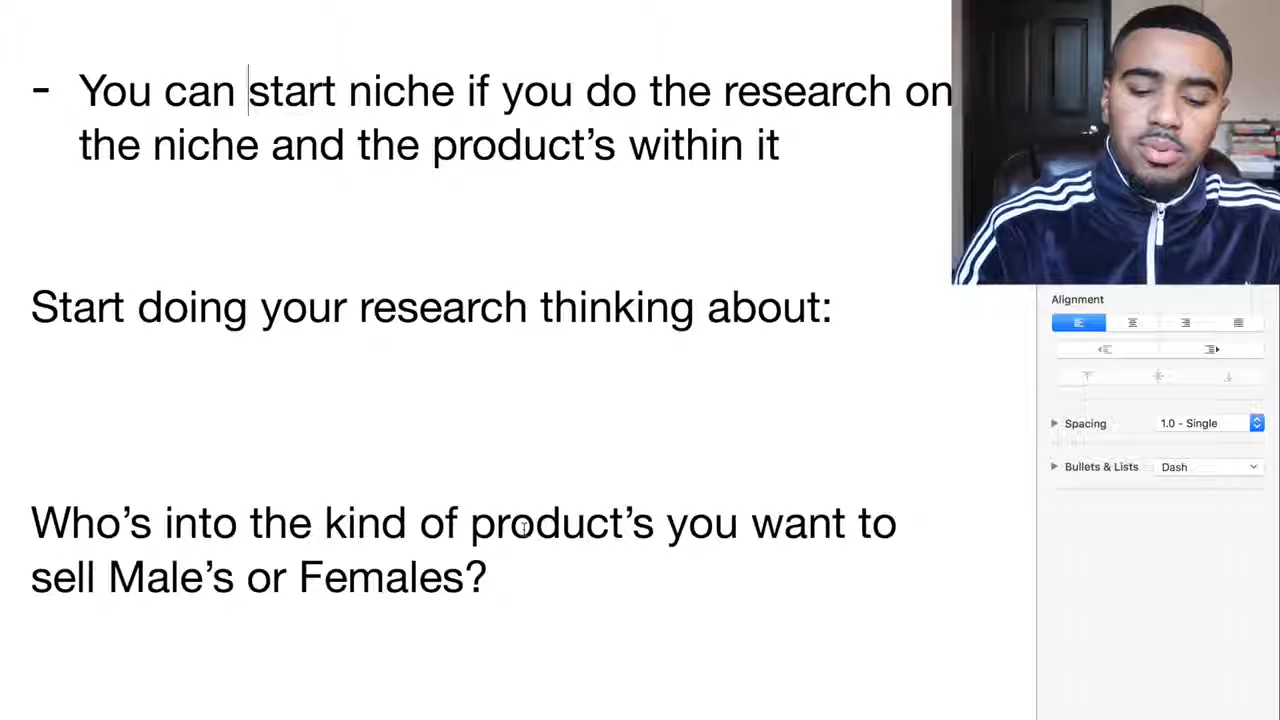 - You can start niche if you do the research on
the niche and the product's within it
Start doing your research thinking about:
Who's into the kind of product's you want to
sell Male's or Females?
Alignment
Spacing
1.0 - Single
Bullets & Lists
Dash